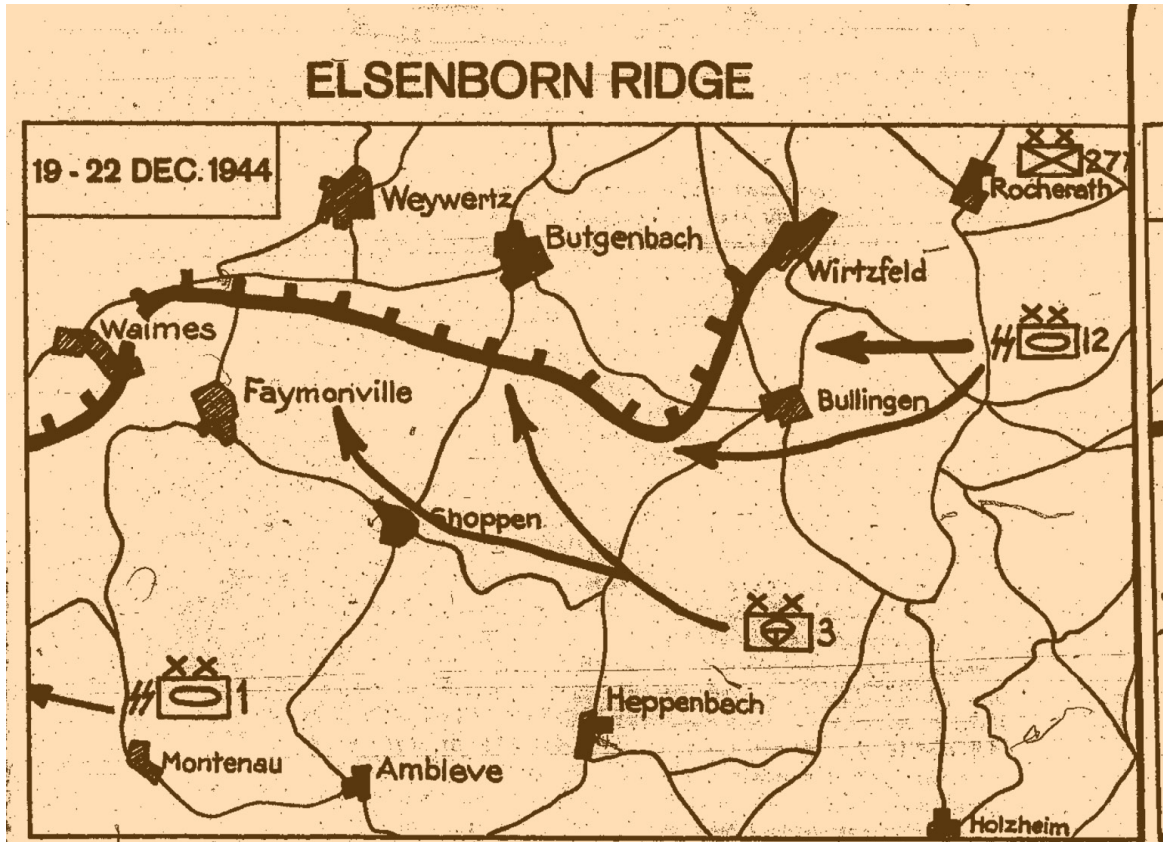 ELSENBORN RIDGE
19 - 22 DEC. 1944
Weywertz
277
Rocherath
Butgenbach
Wirtzfeld
Waimes
12
Faymonville
Bullingen
Shoppen
3
1
Heppenbach
Montenau
Ambleve
Holzheim